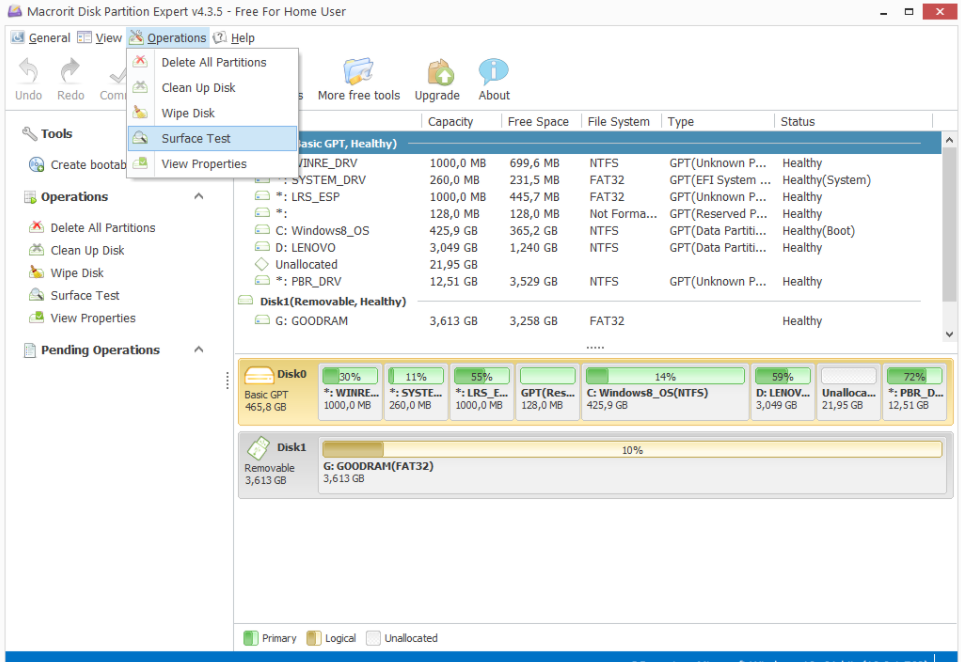 Macrorit Disk Partition Expert v4.3.5 - Free For Home User
General View Operations Help
Delete All Partitions
Clean Up Disk
Wipe Disk
Surface Test
View Properties
Undo Redo More free tools Upgrade About
Tools
Create bootab
Operations
Delete All Partitions
Clean Up Disk
Wipe Disk
Surface Test
View Properties
Pending Operations
Capacity Free Space File System Type Status
Basic GPT, Healthy)
WINRE_DRV 1000,0 MB 699,6 MB NTFS GPT(Unknown P... Healthy
*: SYSTEM_DRV 260,0 MB 231,5 MB FAT32 GPT(EFI System ... Healthy(System)
*: LRS_ESP 1000,0 MB 445,7 MB FAT32 GPT(Unknown P... Healthy
*: 128,0 MB 128,0 MB Not Forma... GPT(Reserved P... Healthy
C: Windows8_OS 425,9 GB 365,2 GB NTFS GPT(Data Partiti... Healthy(Boot)
D: LENOVO 3,049 GB 1,240 GB NTFS GPT(Data Partiti... Healthy
Unallocated 21,95 GB
*: PBR_DRV 12,51 GB 3,529 GB NTFS GPT(Unknown P... Healthy
Disk1(Removable, Healthy)
G: GOODRAM 3,613 GB 3,258 GB FAT32 Healthy
Disk0
Basic GPT
465,8 GB
30% 11% 55% 14% 59% 72%
*: WINRE... *: SYSTE... *: LRS_E... GPT(Res... C: Windows8_OS(NTFS) D: LENOV... Unalloca... *: PBR_D...
1000,0 MB 260,0 MB 1000,0 MB 128,0 MB 425,9 GB 3,049 GB 21,95 GB 12,51 GB
Disk1
Removable
3,613 GB
10%
G: GOODRAM(FAT32)
3,613 GB
Primary Logical Unallocated